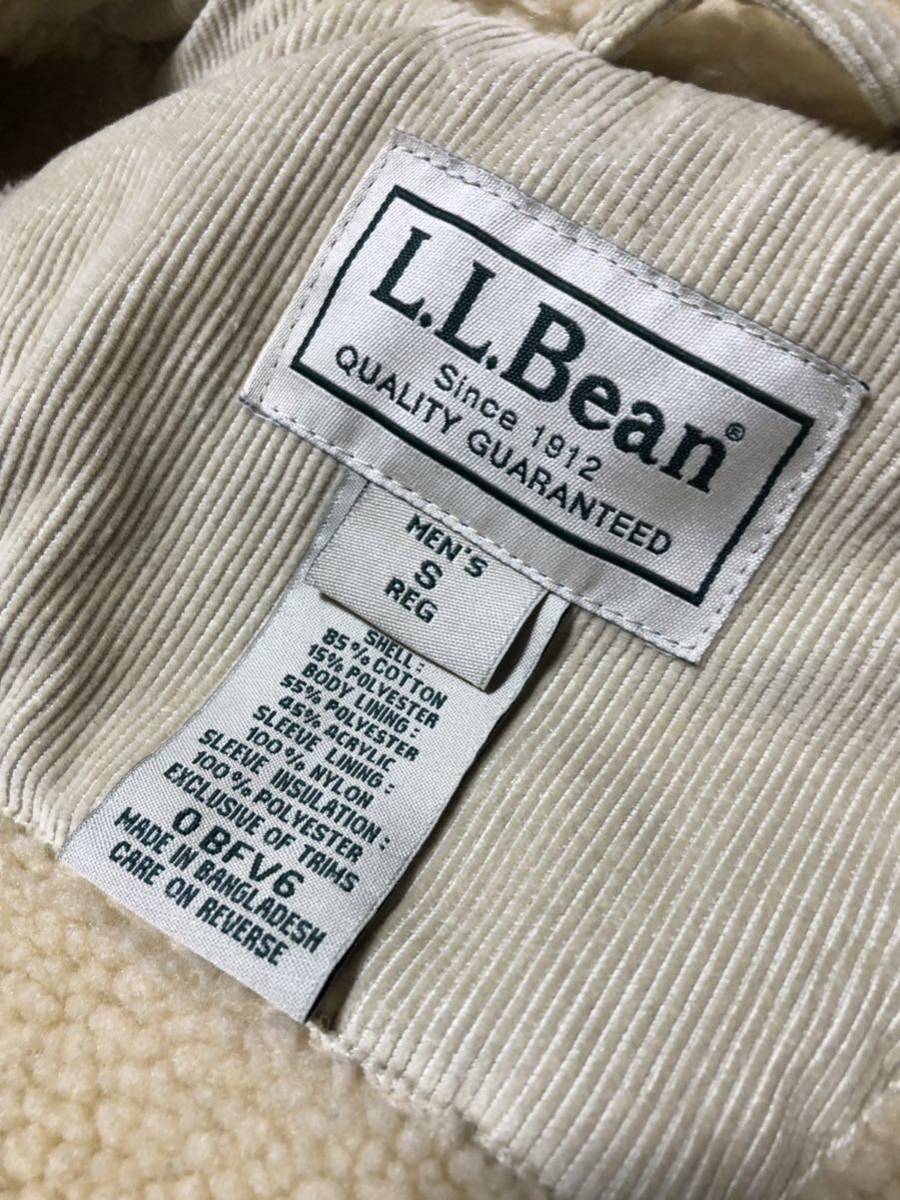 L.L.Bean®
Since 1912
QUALITY GUARANTEED
MEN'S
S
REG
SHELL:
85% COTTON
15% POLYESTER
BODY LINING:
55% POLYESTER
45% ACRYLIC
SLEEVE LINING:
100% NYLON
SLEEVE INSULATION:
100% POLYESTER
EXCLUSIVE OF TRIMS
0 BFV6
MADE IN BANGLADESH
CARE ON REVERSE